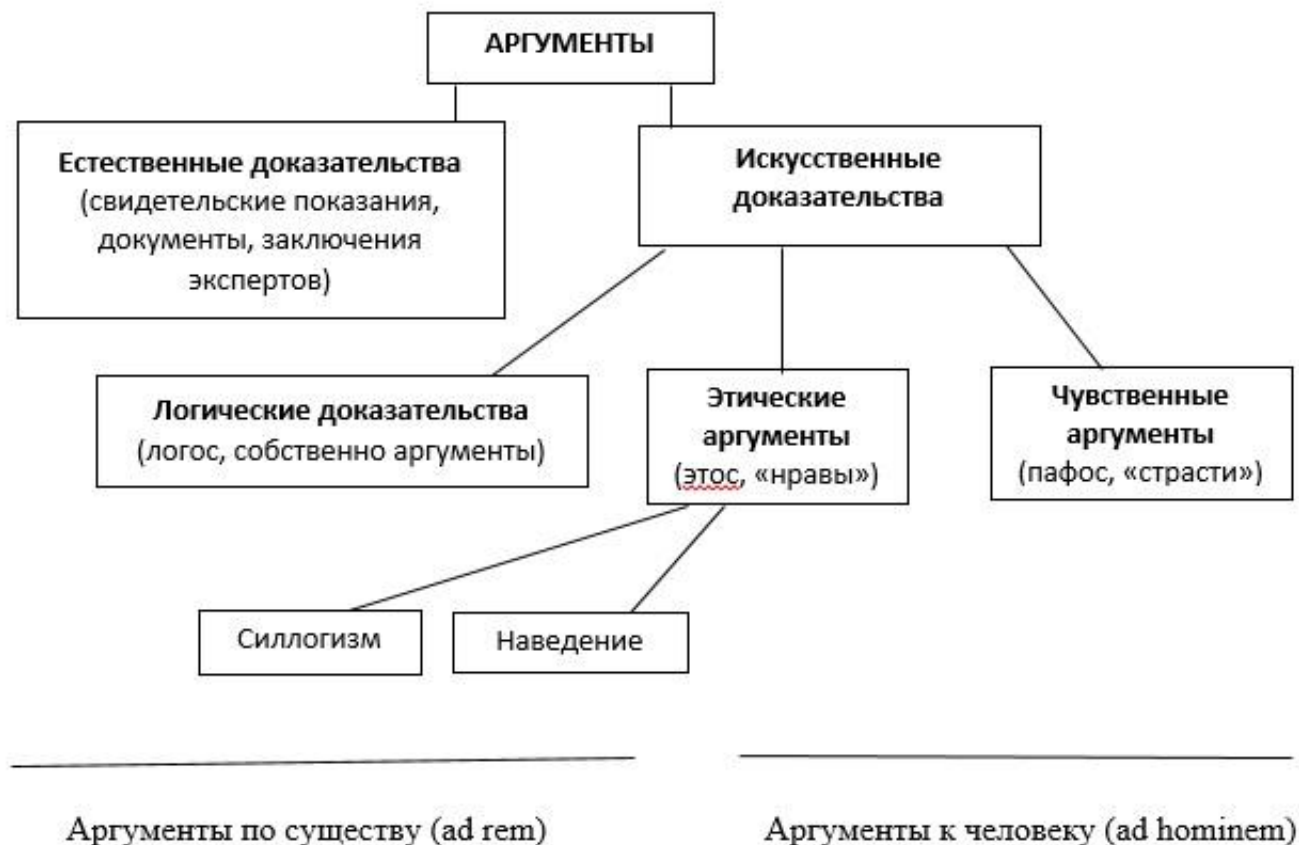 АРГУМЕНТЫ
Естественные доказательства
(свидетельские показания,
документы, заключения
экспертов)
Искусственные
доказательства
Логические доказательства
(логос, собственно аргументы)
Этические
аргументы
(этос, «нравы»)
Чувственные
аргументы
(пафос, «страсти»)
Силлогизм
Наведение
Аргументы по существу (ad rem)
Аргументы к человеку (ad hominem)